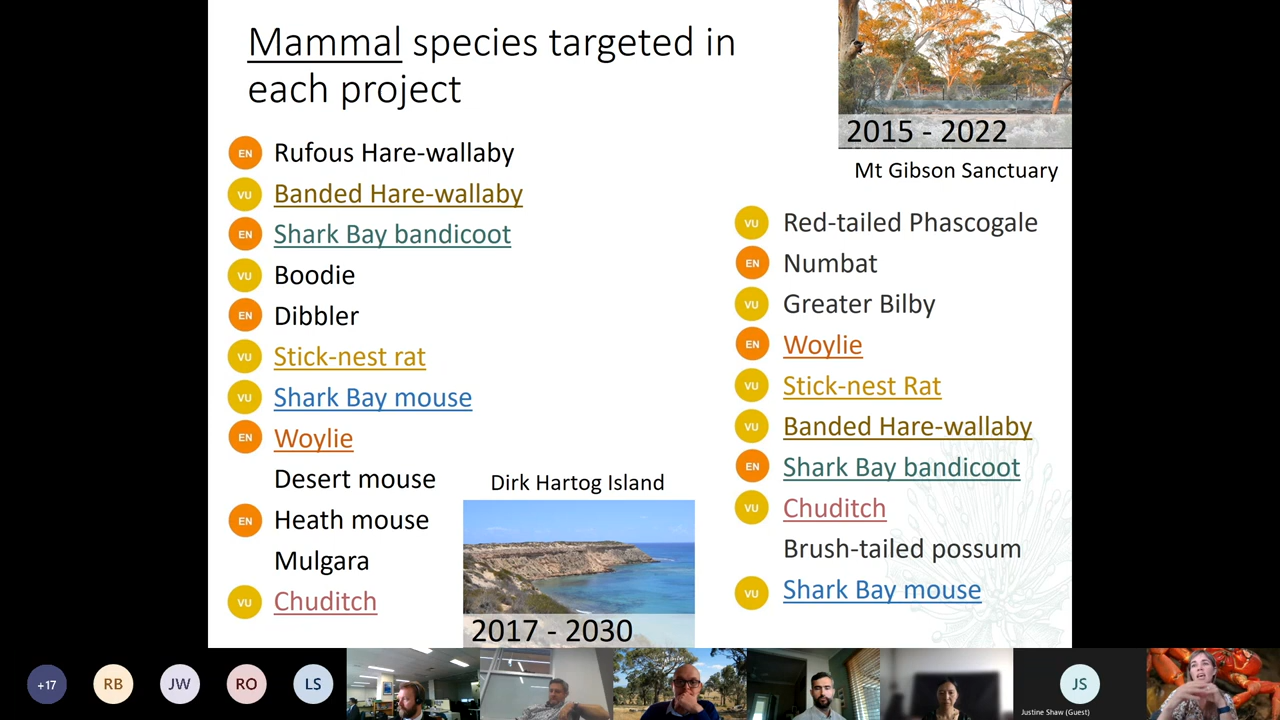 Mammal species targeted in
each project
EN Rufous Hare-wallaby
VU Banded Hare-wallaby
EN Shark Bay bandicoot
VU Boodie
EN Dibbler
VU Stick-nest rat
VU Shark Bay mouse
EN Woylie
Desert mouse
EN Heath mouse
Mulgara
VU Chuditch
Dirk Hartog Island
2017 - 2030
2015 - 2022
Mt Gibson Sanctuary
VU Red-tailed Phascogale
EN Numbat
VU Greater Bilby
EN Woylie
VU Stick-nest Rat
VU Banded Hare-wallaby
EN Shark Bay bandicoot
VU Chuditch
Brush-tailed possum
VU Shark Bay mouse
+17 RB JW RO LS JS
Justine Shaw (Guest)